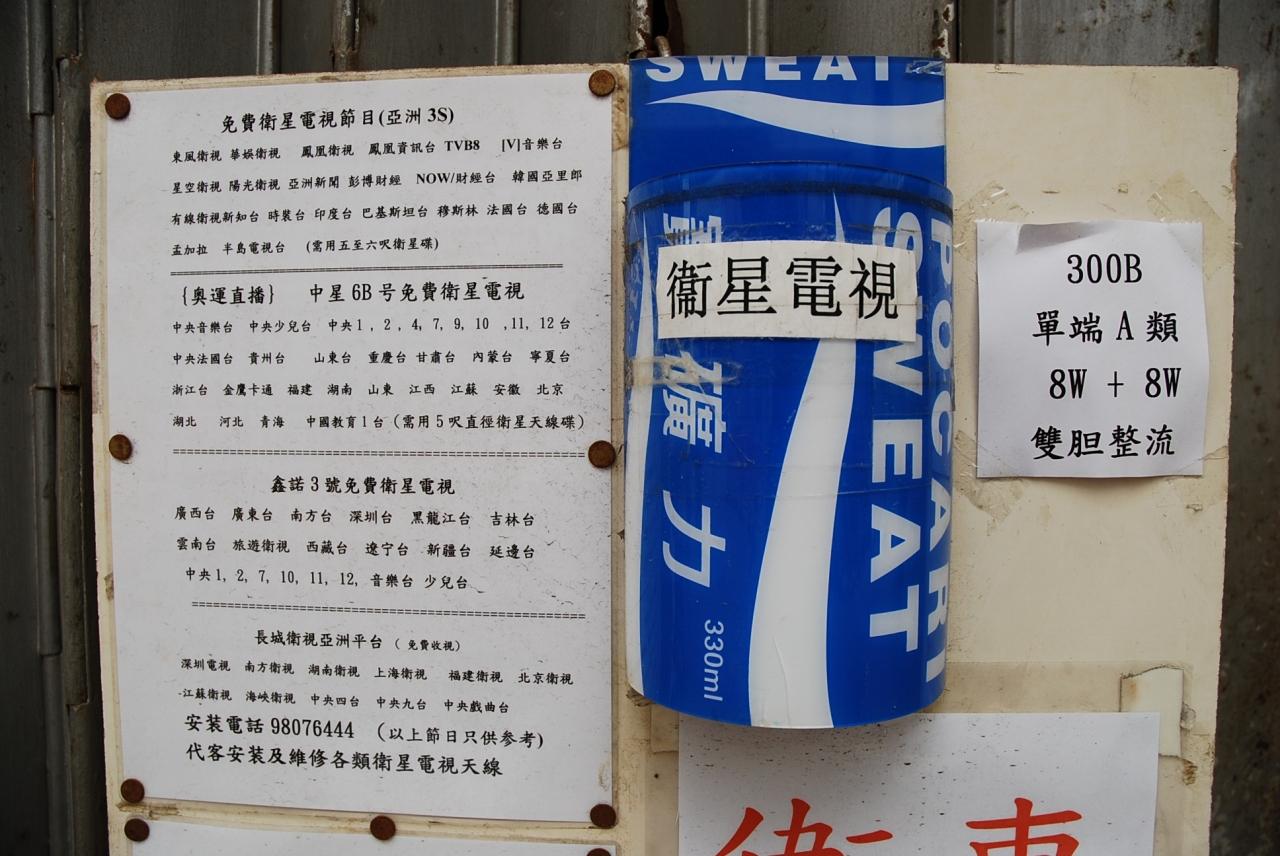 免費衛星電視節目(亞洲 3S)
東風衛視 華娛衛視 鳳凰衛視 鳳凰資訊台 TVB8 [V]音樂台
星空衛視 陽光衛視 亞洲新聞 彭博財經 NOW/財經台 韓國亞里郎
有線衛視新知台 時裝台 印度台 巴基斯坦台 穆斯林 法國台 德國台
孟加拉 半島電視台 (需用五至六呎衛星碟)
{奧運直播} 中星 6B 号免費衛星電視
中央音樂台 中央少兒台 中央1, 2, 4, 7, 9, 10 ,11, 12台
中央法國台 貴州台 山東台 重慶台 甘肅台 內蒙台 寧夏台
浙江台 金鷹卡通 福建 湖南 山東 江西 江蘇 安徽 北京
湖北 河北 青海 中國教育1台(需用5呎直徑衛星天線碟)
鑫諾3號免費衛星電視
廣西台 廣東台 南方台 深圳台 黑龍江台 吉林台
雲南台 旅遊衛視 西藏台 遼宁台 新疆台 延邊台
中央1, 2, 7, 10, 11, 12, 音樂台 少兒台
長城衛視亞洲平台 (免費收視)
深圳電視 南方衛視 湖南衛視 上海衛視 福建衛視 北京衛視
江蘇衛視 海峽衛視 中央四台 中央九台 中央戲曲台
安装電話 98076444 (以上節目只供参考)
代客安装及維修各類衛星電視天線
SWEAT
衞星電視
POCARI
SWEAT
礦力
330ml
300B
單端 A 類
8W + 8W
雙胆整流